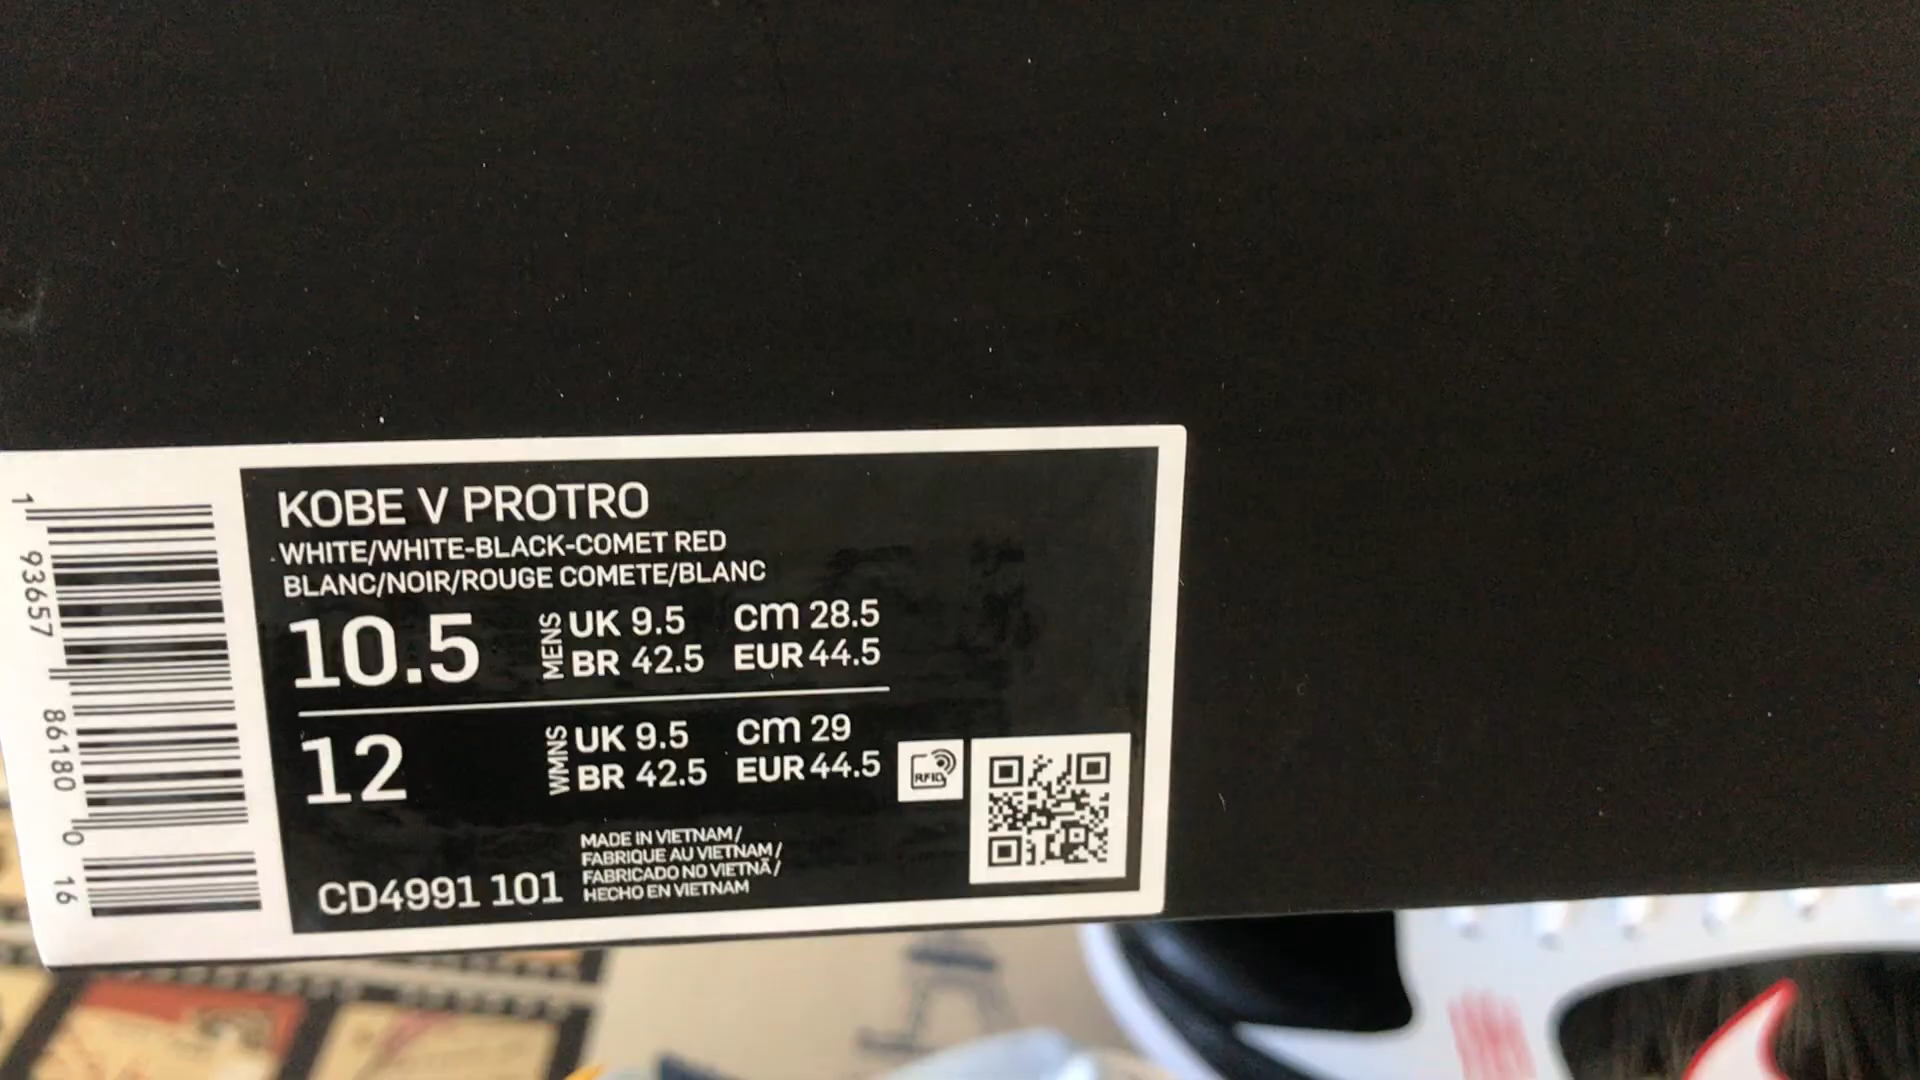 KOBE V PROTRO
WHITE/WHITE-BLACK-COMET RED
BLANC/NOIR/ROUGE COMETE/BLANC
10.5 MENS UK 9.5 cm 28.5
BR 42.5 EUR 44.5
12 WMNS UK 9.5 cm 29
BR 42.5 EUR 44.5
RFID
MADE IN VIETNAM/
FABRIQUE AU VIETNAM/
FABRICADO NO VIETNÃ/
HECHO EN VIETNAM
CD4991 101
1 93657 86180 0 16